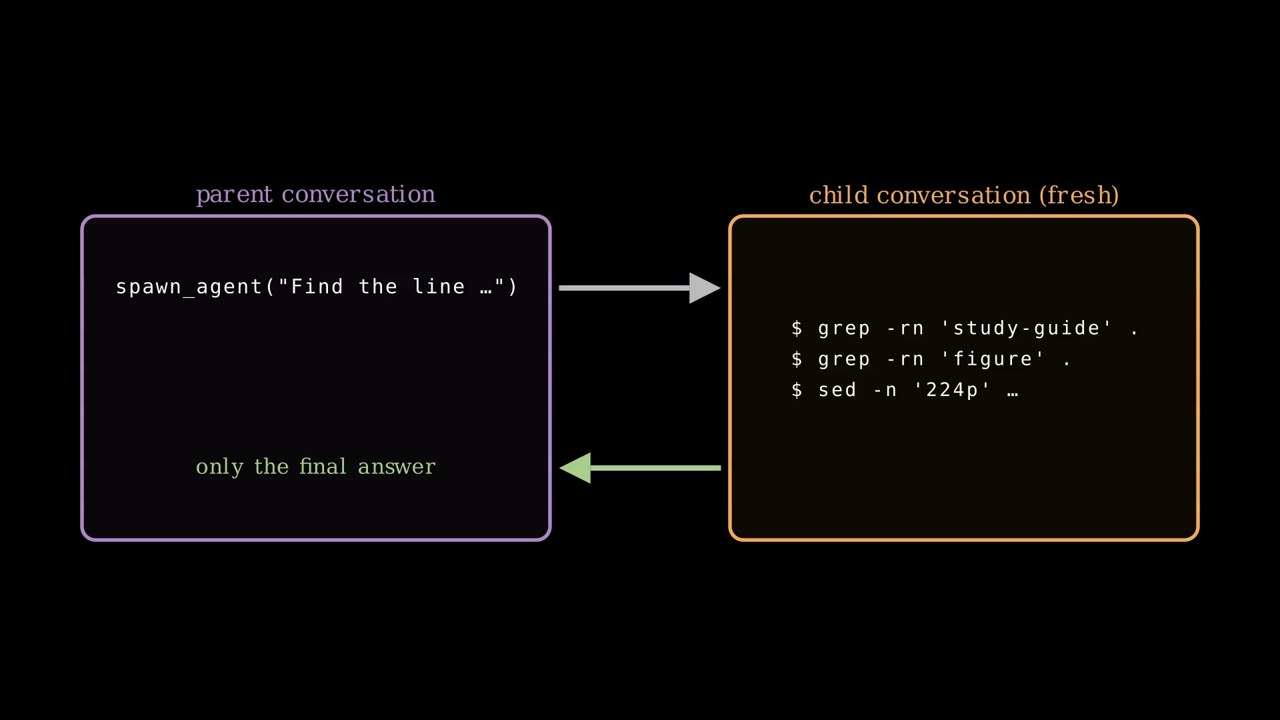 parent conversation
spawn_agent("Find the line …")
only the final answer
child conversation (fresh)
$ grep -rn 'study-guide' .
$ grep -rn 'figure' .
$ sed -n '224p' …